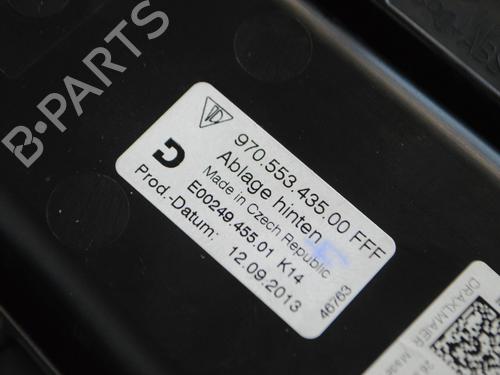 970.553.435.00 FFF
Ablage hinten
Made in Czech Republic
E00249.455.01 K14
Prod.-Datum: 12.09.2013
46763
DRÄXLMAIER
B-PARTS